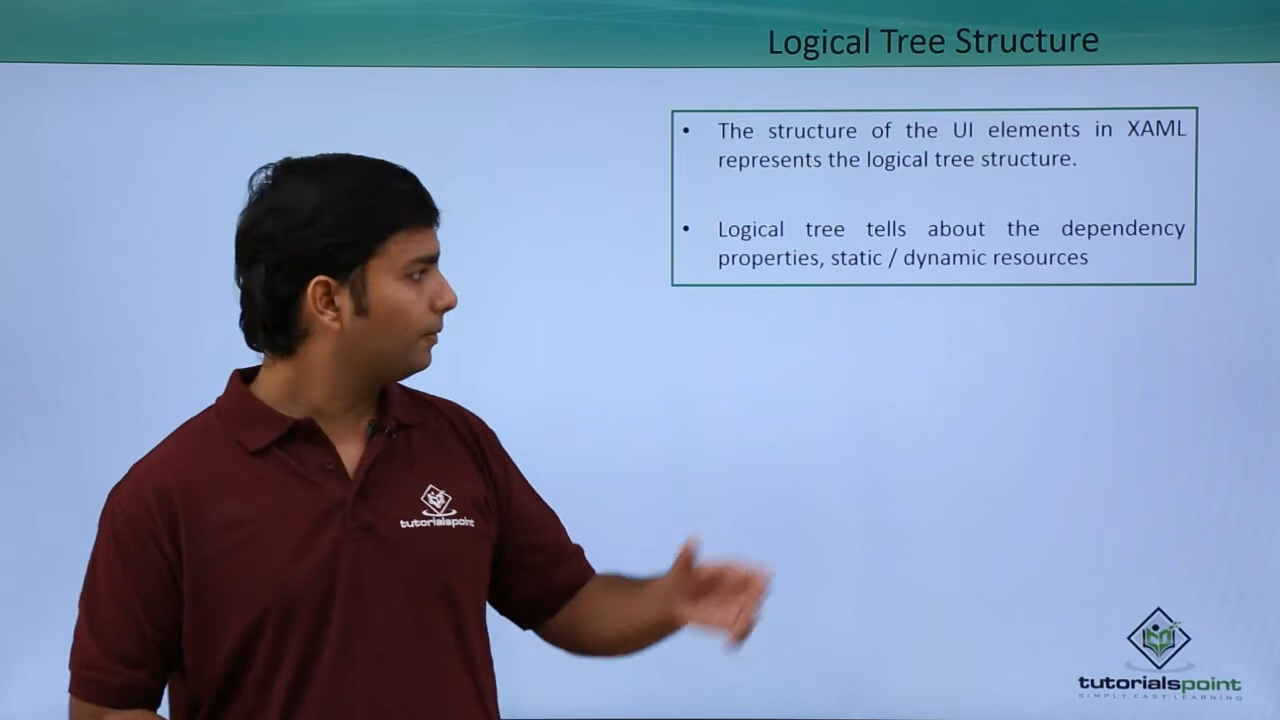 Logical Tree Structure
• The structure of the UI elements in XAML
represents the logical tree structure.
• Logical tree tells about the dependency
properties, static / dynamic resources
tutorialspoint
tutorialspoint
SIMPLY EASY LEARNING